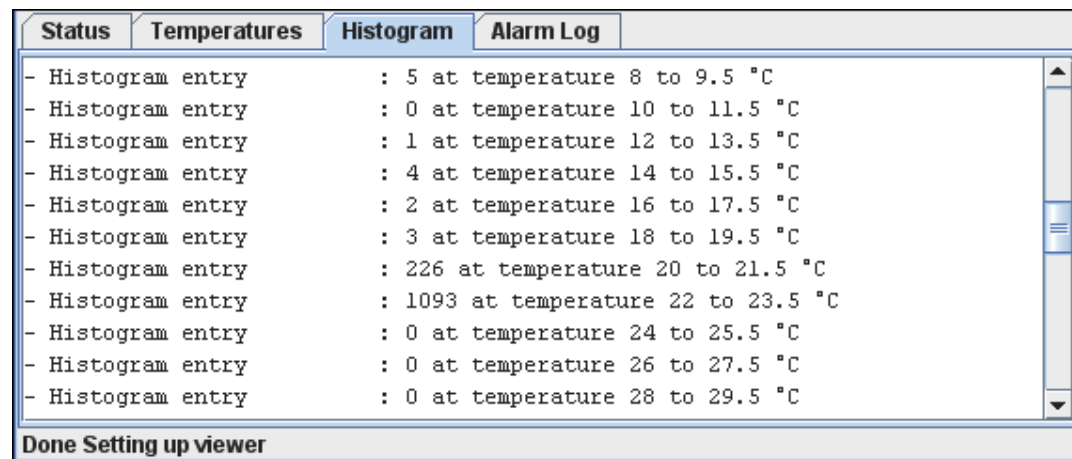 Status Temperatures Histogram Alarm Log
- Histogram entry : 5 at temperature 8 to 9.5 °C
- Histogram entry : 0 at temperature 10 to 11.5 °C
- Histogram entry : 1 at temperature 12 to 13.5 °C
- Histogram entry : 4 at temperature 14 to 15.5 °C
- Histogram entry : 2 at temperature 16 to 17.5 °C
- Histogram entry : 3 at temperature 18 to 19.5 °C
- Histogram entry : 226 at temperature 20 to 21.5 °C
- Histogram entry : 1093 at temperature 22 to 23.5 °C
- Histogram entry : 0 at temperature 24 to 25.5 °C
- Histogram entry : 0 at temperature 26 to 27.5 °C
- Histogram entry : 0 at temperature 28 to 29.5 °C
Done Setting up viewer